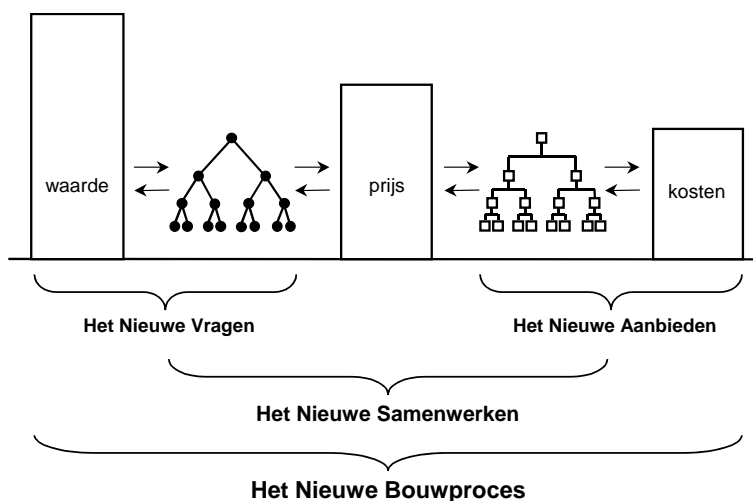 waarde
prijs
kosten
Het Nieuwe Vragen
Het Nieuwe Aanbieden
Het Nieuwe Samenwerken
Het Nieuwe Bouwproces